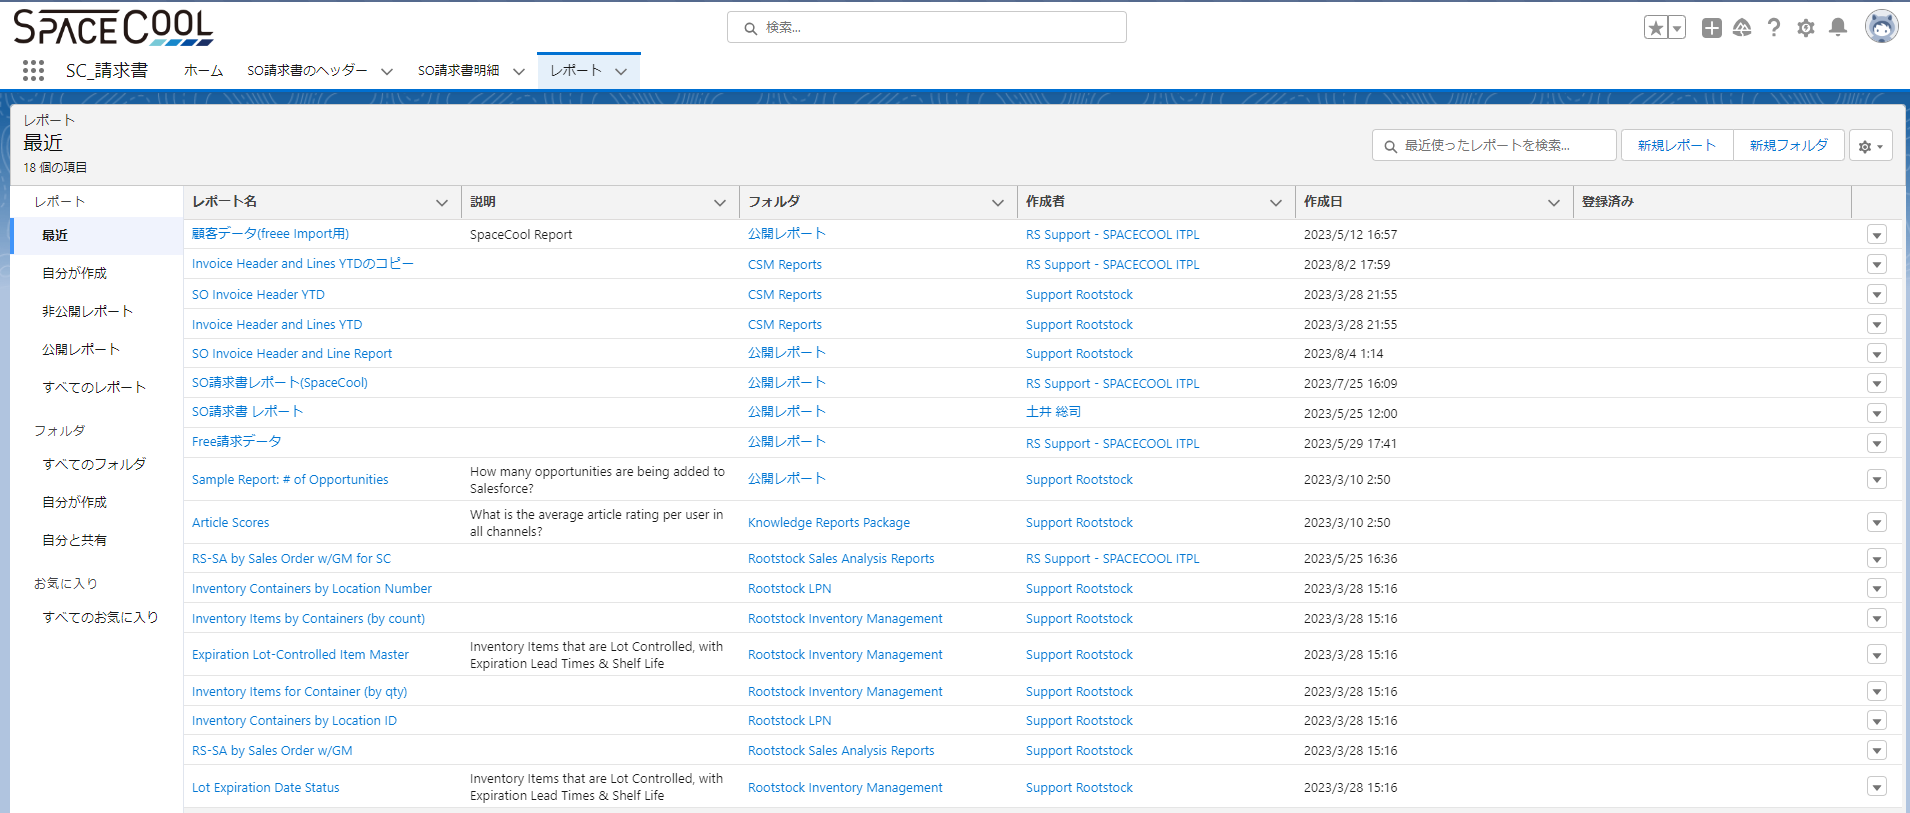 SPACECOOL
検索...
SC_請求書
ホーム
SO請求書のヘッダー
SO請求書明細
レポート
レポート
最近
18 個の項目
最近使ったレポートを検索...
新規レポート
新規フォルダ
レポート
最近
自分が作成
非公開レポート
公開レポート
すべてのレポート
フォルダ
すべてのフォルダ
自分が作成
自分と共有
お気に入り
すべてのお気に入り
レポート名 説明 フォルダ 作成者 作成日 登録済み
顧客データ(freee Import用) SpaceCool Report 公開レポート RS Support - SPACECOOL ITPL 2023/5/12 16:57
Invoice Header and Lines YTDのコピー CSM Reports RS Support - SPACECOOL ITPL 2023/8/2 17:59
SO Invoice Header YTD CSM Reports Support Rootstock 2023/3/28 21:55
Invoice Header and Lines YTD CSM Reports Support Rootstock 2023/3/28 21:55
SO Invoice Header and Line Report 公開レポート Support Rootstock 2023/8/4 1:14
SO請求書レポート(SpaceCool) 公開レポート RS Support - SPACECOOL ITPL 2023/7/25 16:09
SO請求書 レポート 公開レポート 土井 総司 2023/5/25 12:00
Free請求データ 公開レポート RS Support - SPACECOOL ITPL 2023/5/29 17:41
Sample Report: # of Opportunities How many opportunities are being added to
Salesforce? 公開レポート Support Rootstock 2023/3/10 2:50
Article Scores What is the average article rating per user in
all channels? Knowledge Reports Package Support Rootstock 2023/3/10 2:50
RS-SA by Sales Order w/GM for SC Rootstock Sales Analysis Reports RS Support - SPACECOOL ITPL 2023/5/25 16:36
Inventory Containers by Location Number Rootstock LPN Support Rootstock 2023/3/28 15:16
Inventory Items by Containers (by count) Rootstock Inventory Management Support Rootstock 2023/3/28 15:16
Expiration Lot-Controlled Item Master Inventory Items that are Lot Controlled, with
Expiration Lead Times & Shelf Life Rootstock Inventory Management Support Rootstock 2023/3/28 15:16
Inventory Items for Container (by qty) Rootstock Inventory Management Support Rootstock 2023/3/28 15:16
Inventory Containers by Location ID Rootstock LPN Support Rootstock 2023/3/28 15:16
RS-SA by Sales Order w/GM Rootstock Sales Analysis Reports Support Rootstock 2023/3/28 15:16
Lot Expiration Date Status Inventory Items that are Lot Controlled, with
Expiration Lead Times & Shelf Life Rootstock Inventory Management Support Rootstock 2023/3/28 15:16